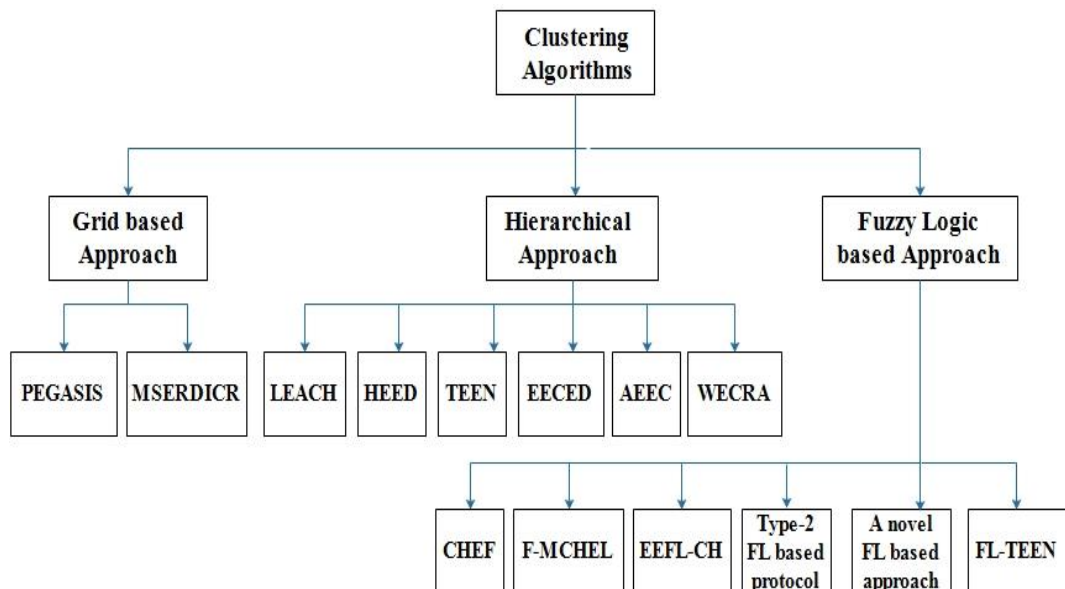 Clustering
Algorithms
Grid based
Approach
Hierarchical
Approach
Fuzzy Logic
based Approach
PEGASIS
MSERDICR
LEACH
HEED
TEEN
EECED
AEEC
WECRA
CHEF
F-MCHEL
EEFL-CH
Type-2
FL based
protocol
A novel
FL based
approach
FL-TEEN